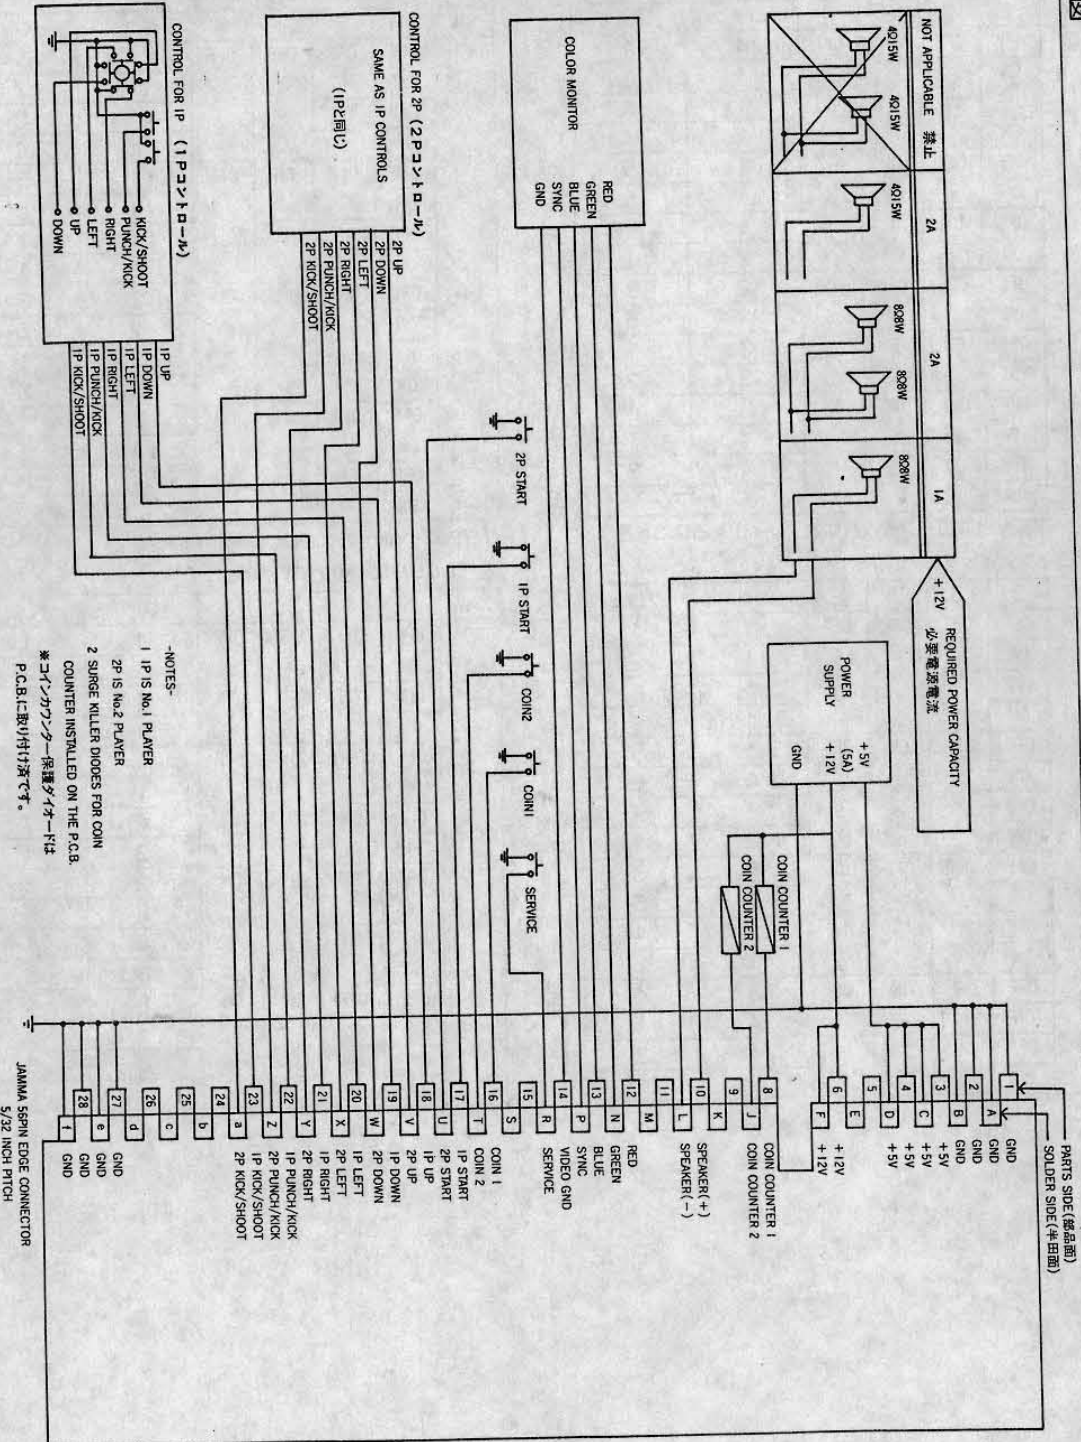 図
NOT APPLICABLE 禁止
2A
2A
1A
4Ω15W
4Ω15W
4Ω15W
8Ω8W
8Ω8W
8Ω8W
+12V
REQUIRED POWER CAPACITY
必要電源電流
COLOR MONITOR
RED
GREEN
BLUE
SYNC
GND
POWER
SUPPLY
+5V
(5A)
+12V
GND
COIN COUNTER 1
COIN COUNTER 2
CONTROL FOR 2P (2Pコントロール)
SAME AS 1P CONTROLS
(1Pと同じ)
2P UP
2P DOWN
2P LEFT
2P RIGHT
2P PUNCH/KICK
2P KICK/SHOOT
2P START
1P START
COIN2
COIN1
SERVICE
CONTROL FOR 1P (1Pコントロール)
KICK/SHOOT
PUNCH/KICK
RIGHT
LEFT
UP
DOWN
1P UP
1P DOWN
1P LEFT
1P RIGHT
1P PUNCH/KICK
1P KICK/SHOOT
-NOTES-
1 1P IS No.1 PLAYER
2P IS No.2 PLAYER
2 SURGE KILLER DIODES FOR COIN
COUNTER INSTALLED ON THE P.C.B.
※コインカウンター保護ダイオードは
P.C.B.に取り付け済です。
PARTS SIDE(部品面)
SOLDER SIDE(半田面)
1 GND
A GND
2 GND
B GND
3 +5V
C +5V
4 +5V
D +5V
5
E
6 +12V
F +12V
8 COIN COUNTER 1
J COIN COUNTER 2
9
K
10 SPEAKER(+)
L SPEAKER(-)
11
M
12 RED
N GREEN
13 BLUE
P SYNC
14 VIDEO GND
R SERVICE
15
S
16 COIN 1
T COIN 2
17 1P START
U 2P START
18 1P UP
V 2P UP
19 1P DOWN
W 2P DOWN
20 1P LEFT
X 2P LEFT
21 1P RIGHT
Y 2P RIGHT
22 1P PUNCH/KICK
Z 2P PUNCH/KICK
23 1P KICK/SHOOT
a 2P KICK/SHOOT
24
b
25
c
26
d
27 GND
e GND
28 GND
f GND
JAMMA 56PIN EDGE CONNECTOR
5/32 INCH PITCH